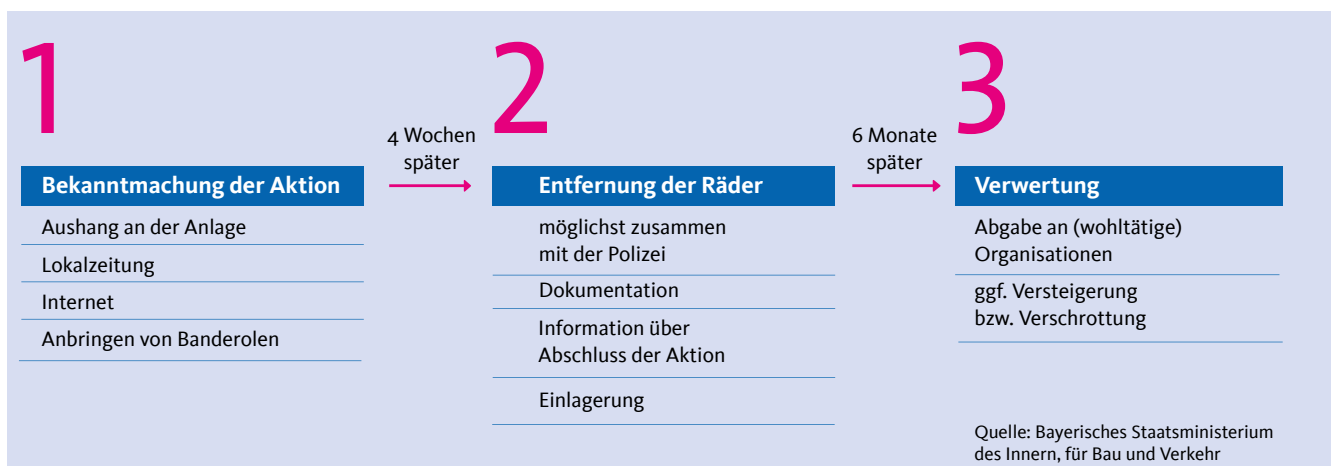 1
Bekanntmachung der Aktion
Aushang an der Anlage
Lokalzeitung
Internet
Anbringen von Banderolen
4 Wochen
später
2
Entfernung der Räder
möglichst zusammen
mit der Polizei
Dokumentation
Information über
Abschluss der Aktion
Einlagerung
6 Monate
später
3
Verwertung
Abgabe an (wohltätige)
Organisationen
ggf. Versteigerung
bzw. Verschrottung
Quelle: Bayerisches Staatsministerium
des Innern, für Bau und Verkehr